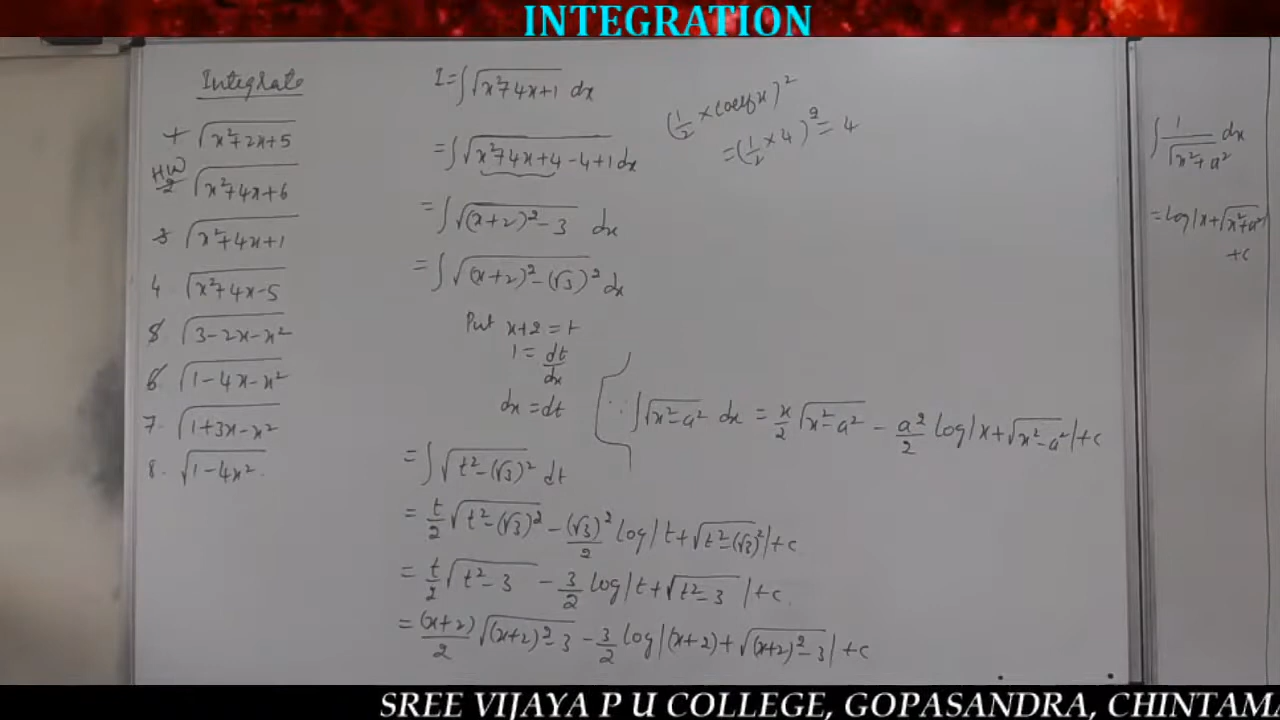 INTEGRATION
Integrate
+ √(x²+2x+5)
HW 2 √(x²+4x+6)
3 √(x²+4x+1)
4. √(x²+4x-5)
5. √(3-2x-x²)
6. √(1-4x-x²)
7. √(1+3x-x²)
8. √(1-4x²).
I=∫√(x²+4x+1) dx
=∫√(x²+4x+4-4+1) dx
=∫√((x+2)²-3) dx
=∫√((x+2)²-(√3)²) dx
Put x+2=t
1=dt/dx
dx=dt
=∫√(t²-(√3)²) dt
= t/2 √(t²-(√3)²) - (√3)²/2 log|t+√(t²-(√3)²)|+c
= t/2 √(t²-3) - 3/2 log|t+√(t²-3)|+c.
= (x+2)/2 √((x+2)²-3) - 3/2 log|(x+2)+√((x+2)²-3)|+c
(1/2 × coef x)²
=(1/2 × 4)²=4
∵ ∫√(x²-a²) dx = x/2 √(x²-a²) - a²/2 log|x+√(x²-a²)|+c
∫ 1/√(x²+a²) dx
=log|x+√(x²+a²)|
+c
SREE VIJAYA P U COLLEGE, GOPASANDRA, CHINTAMA